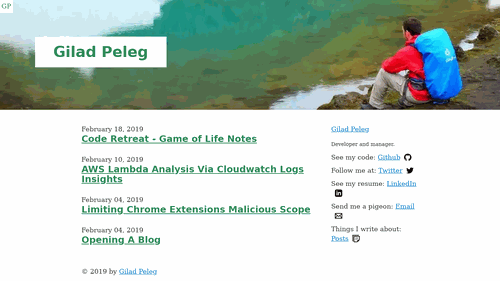 GP
Gilad Peleg
February 18, 2019
Code Retreat - Game of Life Notes
February 10, 2019
AWS Lambda Analysis Via Cloudwatch Logs
Insights
February 04, 2019
Limiting Chrome Extensions Malicious Scope
February 04, 2019
Opening A Blog
© 2019 by Gilad Peleg
Gilad Peleg
Developer and manager.
See my code: Github
Follow me at: Twitter
See my resume: LinkedIn
Send me a pigeon: Email
Things I write about:
Posts